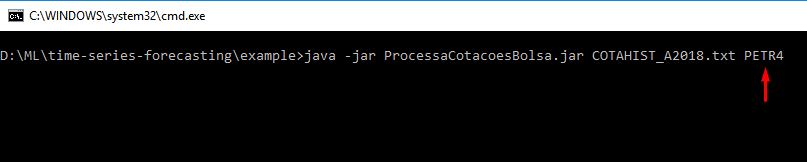 C:\WINDOWS\system32\cmd.exe
D:\ML\time-series-forecasting\example>java -jar ProcessaCotacoesBolsa.jar COTAHIST_A2018.txt PETR4